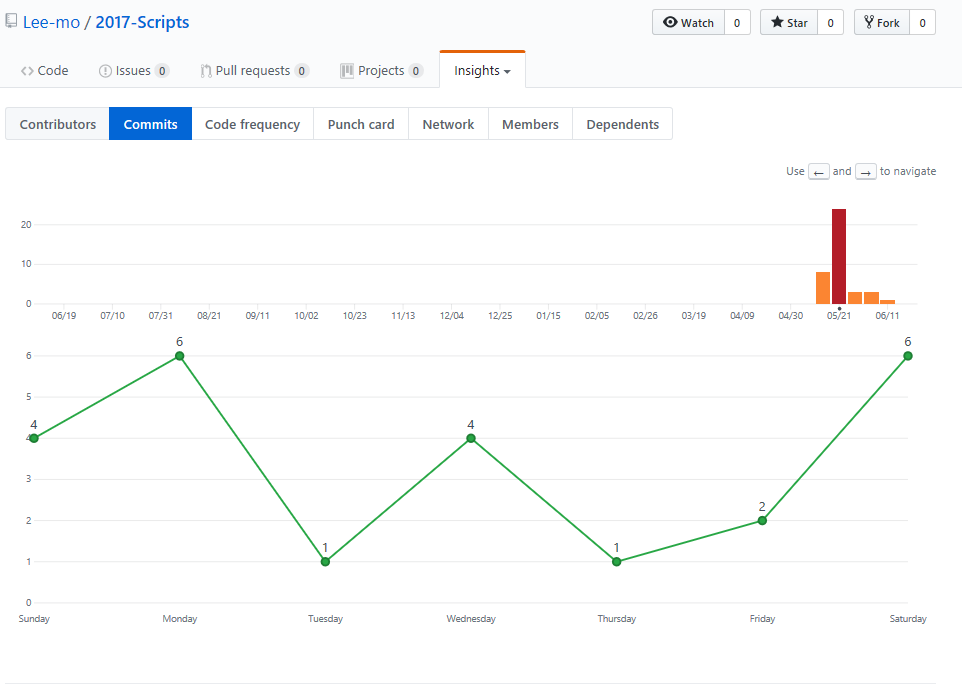 Lee-mo / 2017-Scripts
Watch 0 Star 0 Fork 0
Code Issues 0 Pull requests 0 Projects 0 Insights
Contributors Commits Code frequency Punch card Network Members Dependents
Use ← and → to navigate
20
10
0
06/19 07/10 07/31 08/21 09/11 10/02 10/23 11/13 12/04 12/25 01/15 02/05 02/26 03/19 04/09 04/30 05/21 06/11
6 6
6
5
4 4
4
3
2
2
1 1
1
0
Sunday Monday Tuesday Wednesday Thursday Friday Saturday